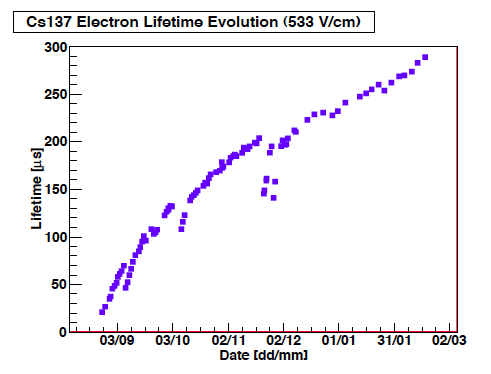 Cs137 Electron Lifetime Evolution (533 V/cm)
300
250
200
150
100
50
0
Lifetime [μs]
03/09 03/10 02/11 02/12 01/01 31/01 02/03
Date [dd/mm]